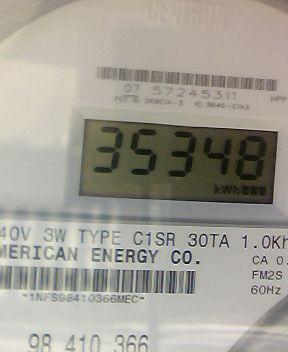 07 57245311
35348
kWh
40V 3W TYPE C1SR 30TA 1.0Kh
MERICAN ENERGY CO.
CA 0.
FM2S
*1NFS98410366MEC*
60Hz
98 410 366